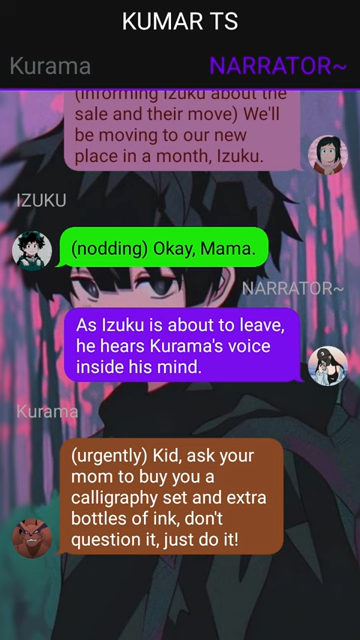 KUMAR TS
Kurama
NARRATOR~
(informing Izuku about the
sale and their move) We'll
be moving to our new
place in a month, Izuku.
IZUKU
(nodding) Okay, Mama.
NARRATOR~
As Izuku is about to leave,
he hears Kurama's voice
inside his mind.
Kurama
(urgently) Kid, ask your
mom to buy you a
calligraphy set and extra
bottles of ink, don't
question it, just do it!